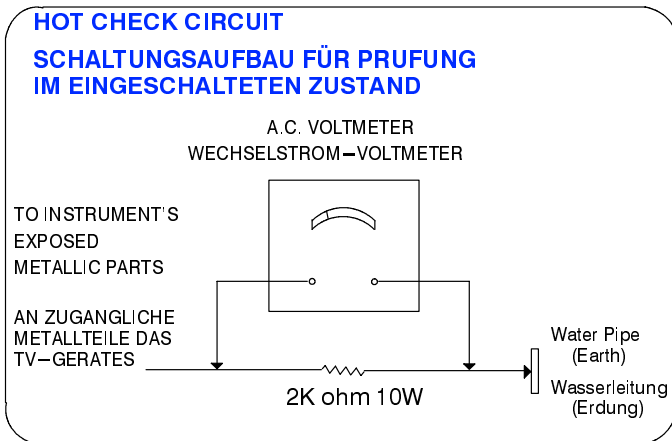 HOT CHECK CIRCUIT
SCHALTUNGSAUFBAU FÜR PRUFUNG
IM EINGESCHALTETEN ZUSTAND
A.C. VOLTMETER
WECHSELSTROM–VOLTMETER
TO INSTRUMENT'S
EXPOSED
METALLIC PARTS
AN ZUGANGLICHE
METALLTEILE DAS
TV–GERATES
2K ohm 10W
Water Pipe
(Earth)
Wasserleitung
(Erdung)